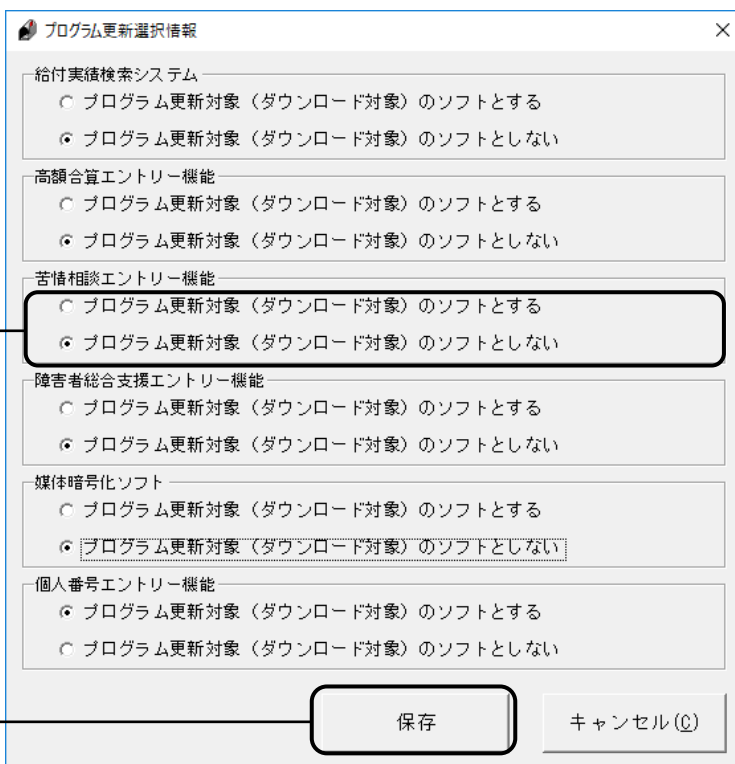 プログラム更新選択情報
給付実績検索システム
プログラム更新対象（ダウンロード対象）のソフトとする
プログラム更新対象（ダウンロード対象）のソフトとしない
高額合算エントリー機能
プログラム更新対象（ダウンロード対象）のソフトとする
プログラム更新対象（ダウンロード対象）のソフトとしない
苦情相談エントリー機能
プログラム更新対象（ダウンロード対象）のソフトとする
プログラム更新対象（ダウンロード対象）のソフトとしない
障害者総合支援エントリー機能
プログラム更新対象（ダウンロード対象）のソフトとする
プログラム更新対象（ダウンロード対象）のソフトとしない
媒体暗号化ソフト
プログラム更新対象（ダウンロード対象）のソフトとする
プログラム更新対象（ダウンロード対象）のソフトとしない
個人番号エントリー機能
プログラム更新対象（ダウンロード対象）のソフトとする
プログラム更新対象（ダウンロード対象）のソフトとしない
保存 キャンセル(C)